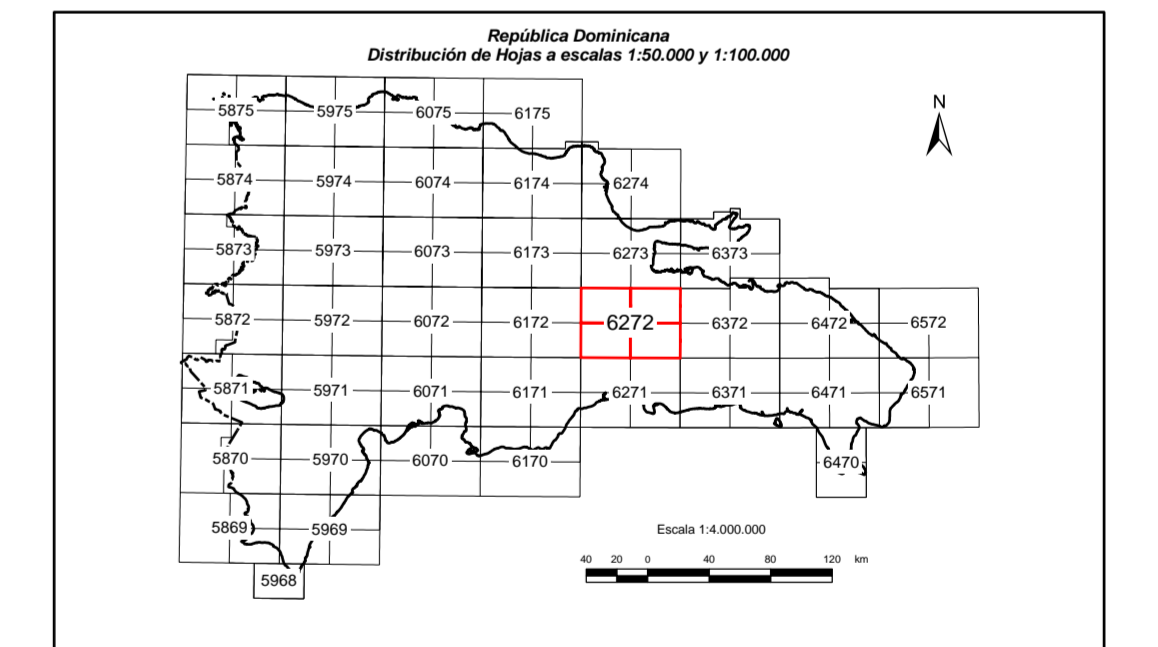 República Dominicana
Distribución de Hojas a escalas 1:50.000 y 1:100.000
N
5875 5975 6075 6175
5874 5974 6074 6174 6274
5873 5973 6073 6173 6273 6373
5872 5972 6072 6172 6272 6372 6472 6572
5871 5971 6071 6171 6271 6371 6471 6571
5870 5970 6070 6170 6470
5869 5969
5968
Escala 1:4.000.000
40 20 0 40 80 120 km